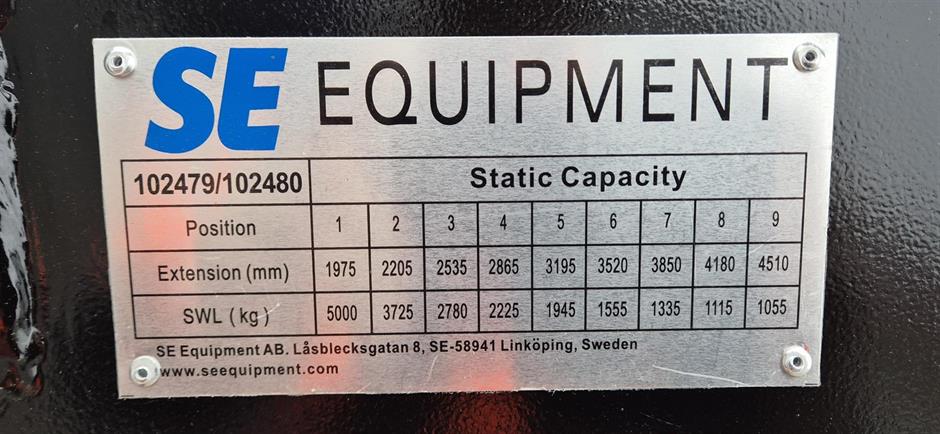 SE EQUIPMENT
102479/102480 Static Capacity
Position 1 2 3 4 5 6 7 8 9
Extension (mm) 1975 2205 2535 2865 3195 3520 3850 4180 4510
SWL ( kg ) 5000 3725 2780 2225 1945 1555 1335 1115 1055
SE Equipment AB. Låsblecksgatan 8, SE-58941 Linköping, Sweden
www.seequipment.com